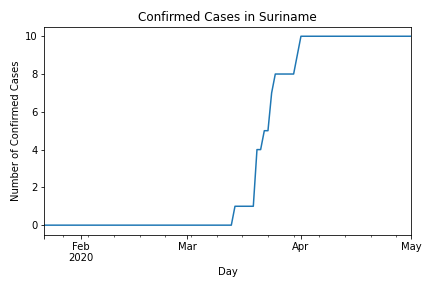 Confirmed Cases in Suriname
Number of Confirmed Cases
10
8
6
4
2
0
Feb
2020
Mar
Apr
May
Day